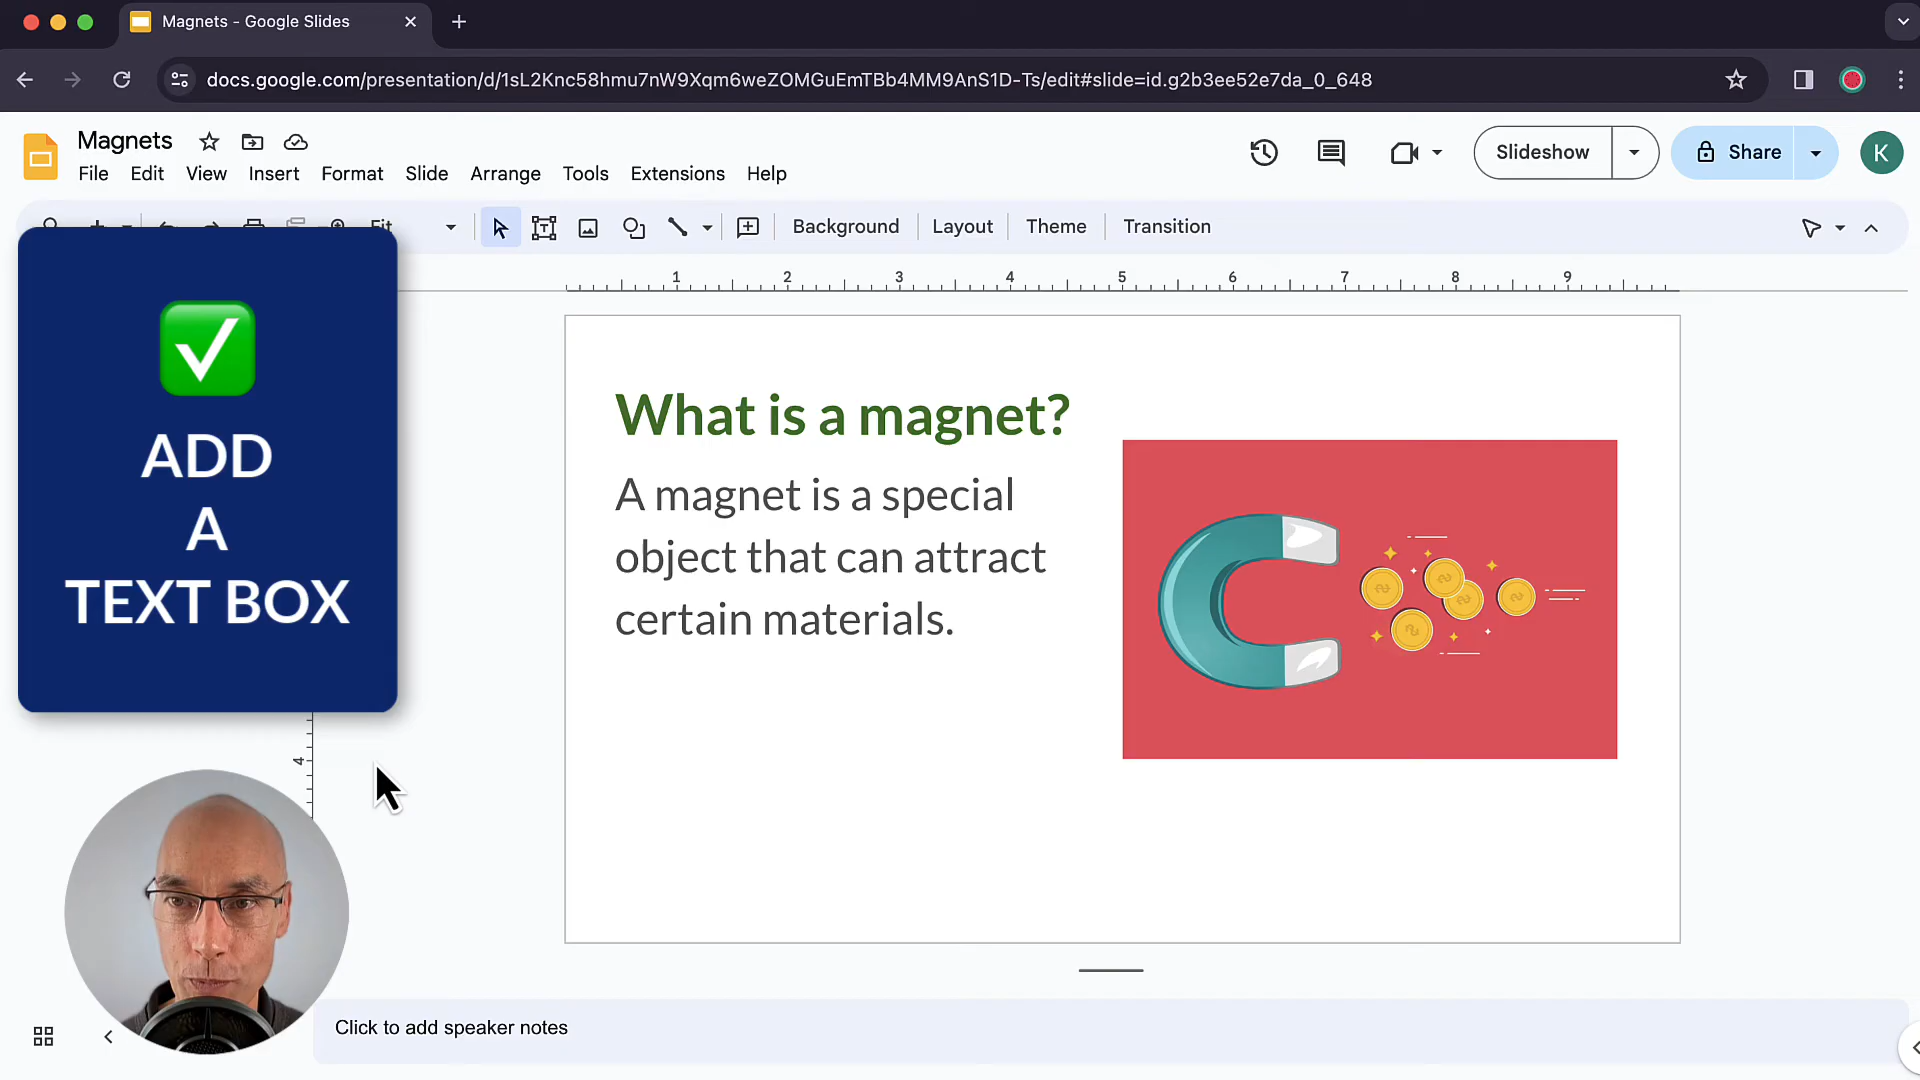 Magnets - Google Slides
docs.google.com/presentation/d/1sL2Knc58hmu7nW9Xqm6weZOMGuEmTBb4MM9AnS1D-Ts/edit#slide=id.g2b3ee52e7da_0_648
Magnets
File Edit View Insert Format Slide Arrange Tools Extensions Help
Slideshow
Share
K
Fit
Background Layout Theme Transition
1 2 3 4 5 6 7 8 9
ADD
A
TEXT BOX
4
What is a magnet?
A magnet is a special
object that can attract
certain materials.
Click to add speaker notes